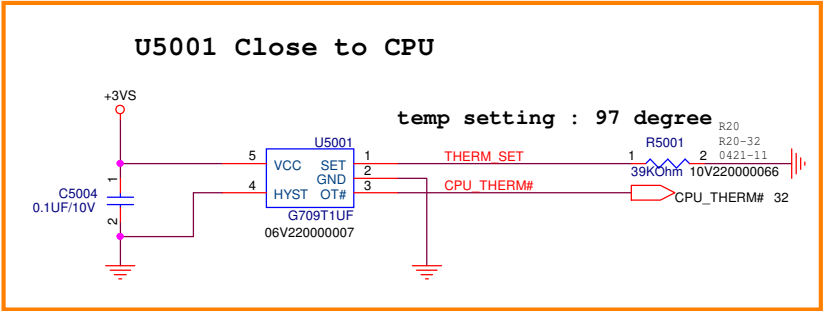 U5001 Close to CPU
+3VS
temp setting : 97 degree
R20
R20-32
0421-11
U5001
R5001
5
VCC
SET
1
THERM_SET
1
2
39KOhm
10V220000066
GND
2
C5004
0.1UF/10V
1
2
4
HYST
OT#
3
CPU_THERM#
CPU_THERM# 32
G709T1UF
06V220000007